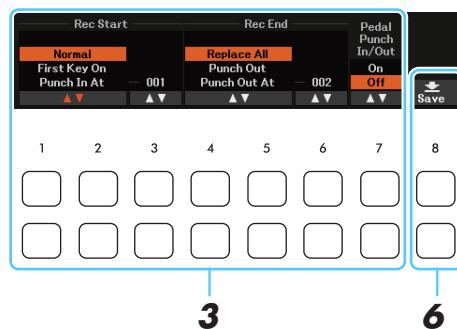 Rec Start
Rec End
Pedal
Punch
In/Out
Normal
First Key On
Punch In At
001
Replace All
Punch Out
Punch Out At
002
On
Off
Save
1 2 3 4 5 6 7 8
3
6